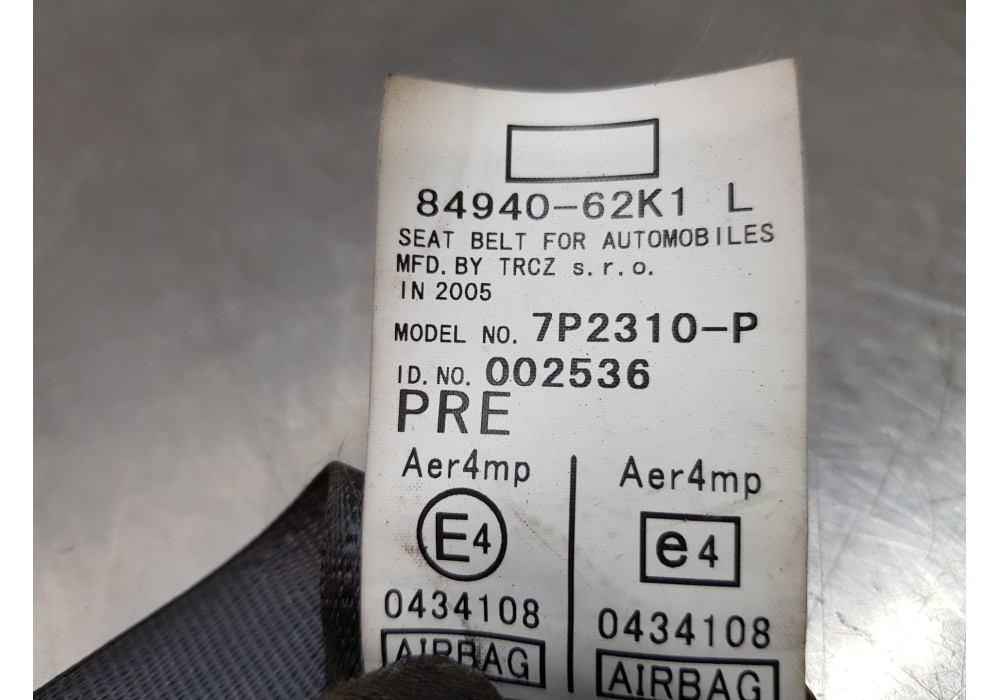 84940-62K1 L
SEAT BELT FOR AUTOMOBILES
MFD. BY TRCZ s. r. o.
IN 2005
MODEL NO. 7P2310-P
ID. NO. 002536
PRE
Aer4mp Aer4mp
E4 e4
0434108 0434108
AIRBAG AIRBAG